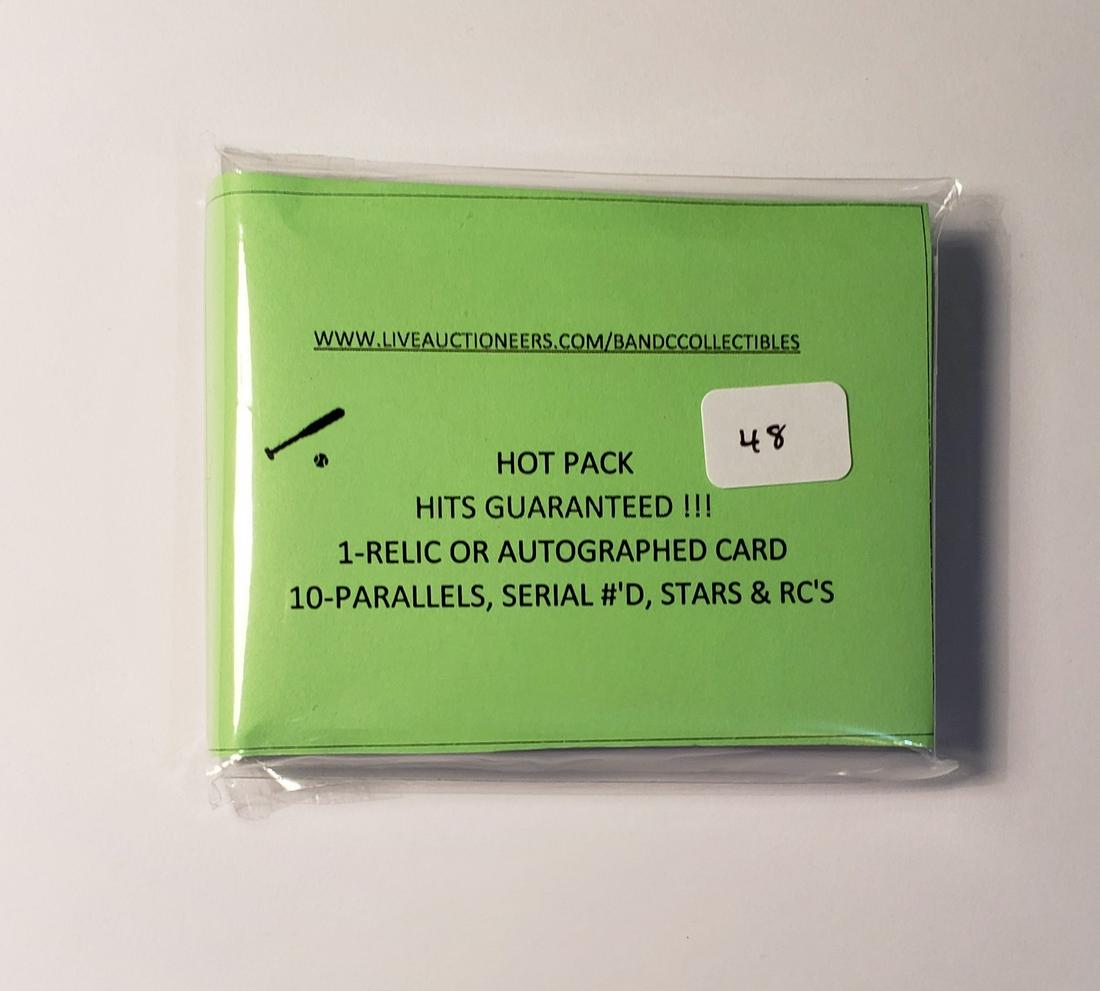 WWW.LIVEAUCTIONEERS.COM/BANDCCOLLECTIBLES
48
HOT PACK
HITS GUARANTEED !!!
1-RELIC OR AUTOGRAPHED CARD
10-PARALLELS, SERIAL #'D, STARS & RC'S